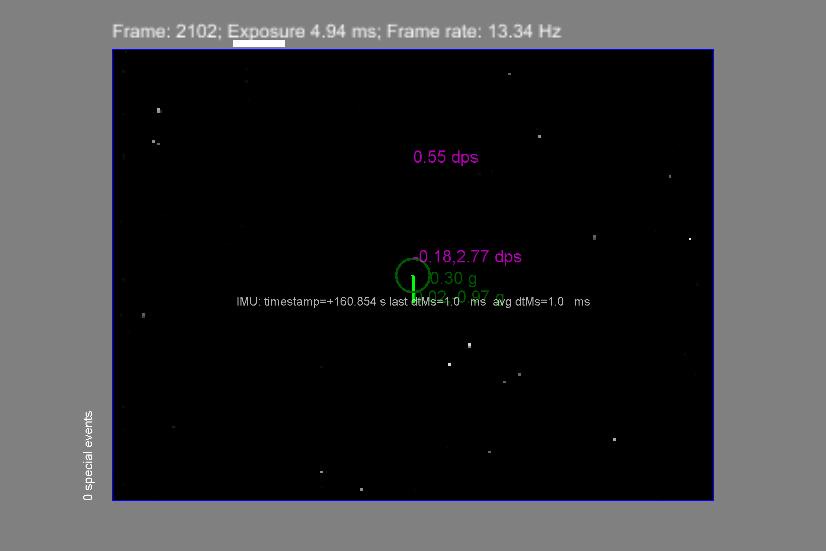 Frame: 2102; Exposure 4.94 ms; Frame rate: 13.34 Hz
0.55 dps
-0.18,2.77 dps
0.30 g
0.97 g
IMU: timestamp=+160.854 s last dtMs=1.0 ms avg dtMs=1.0 ms
0 special events